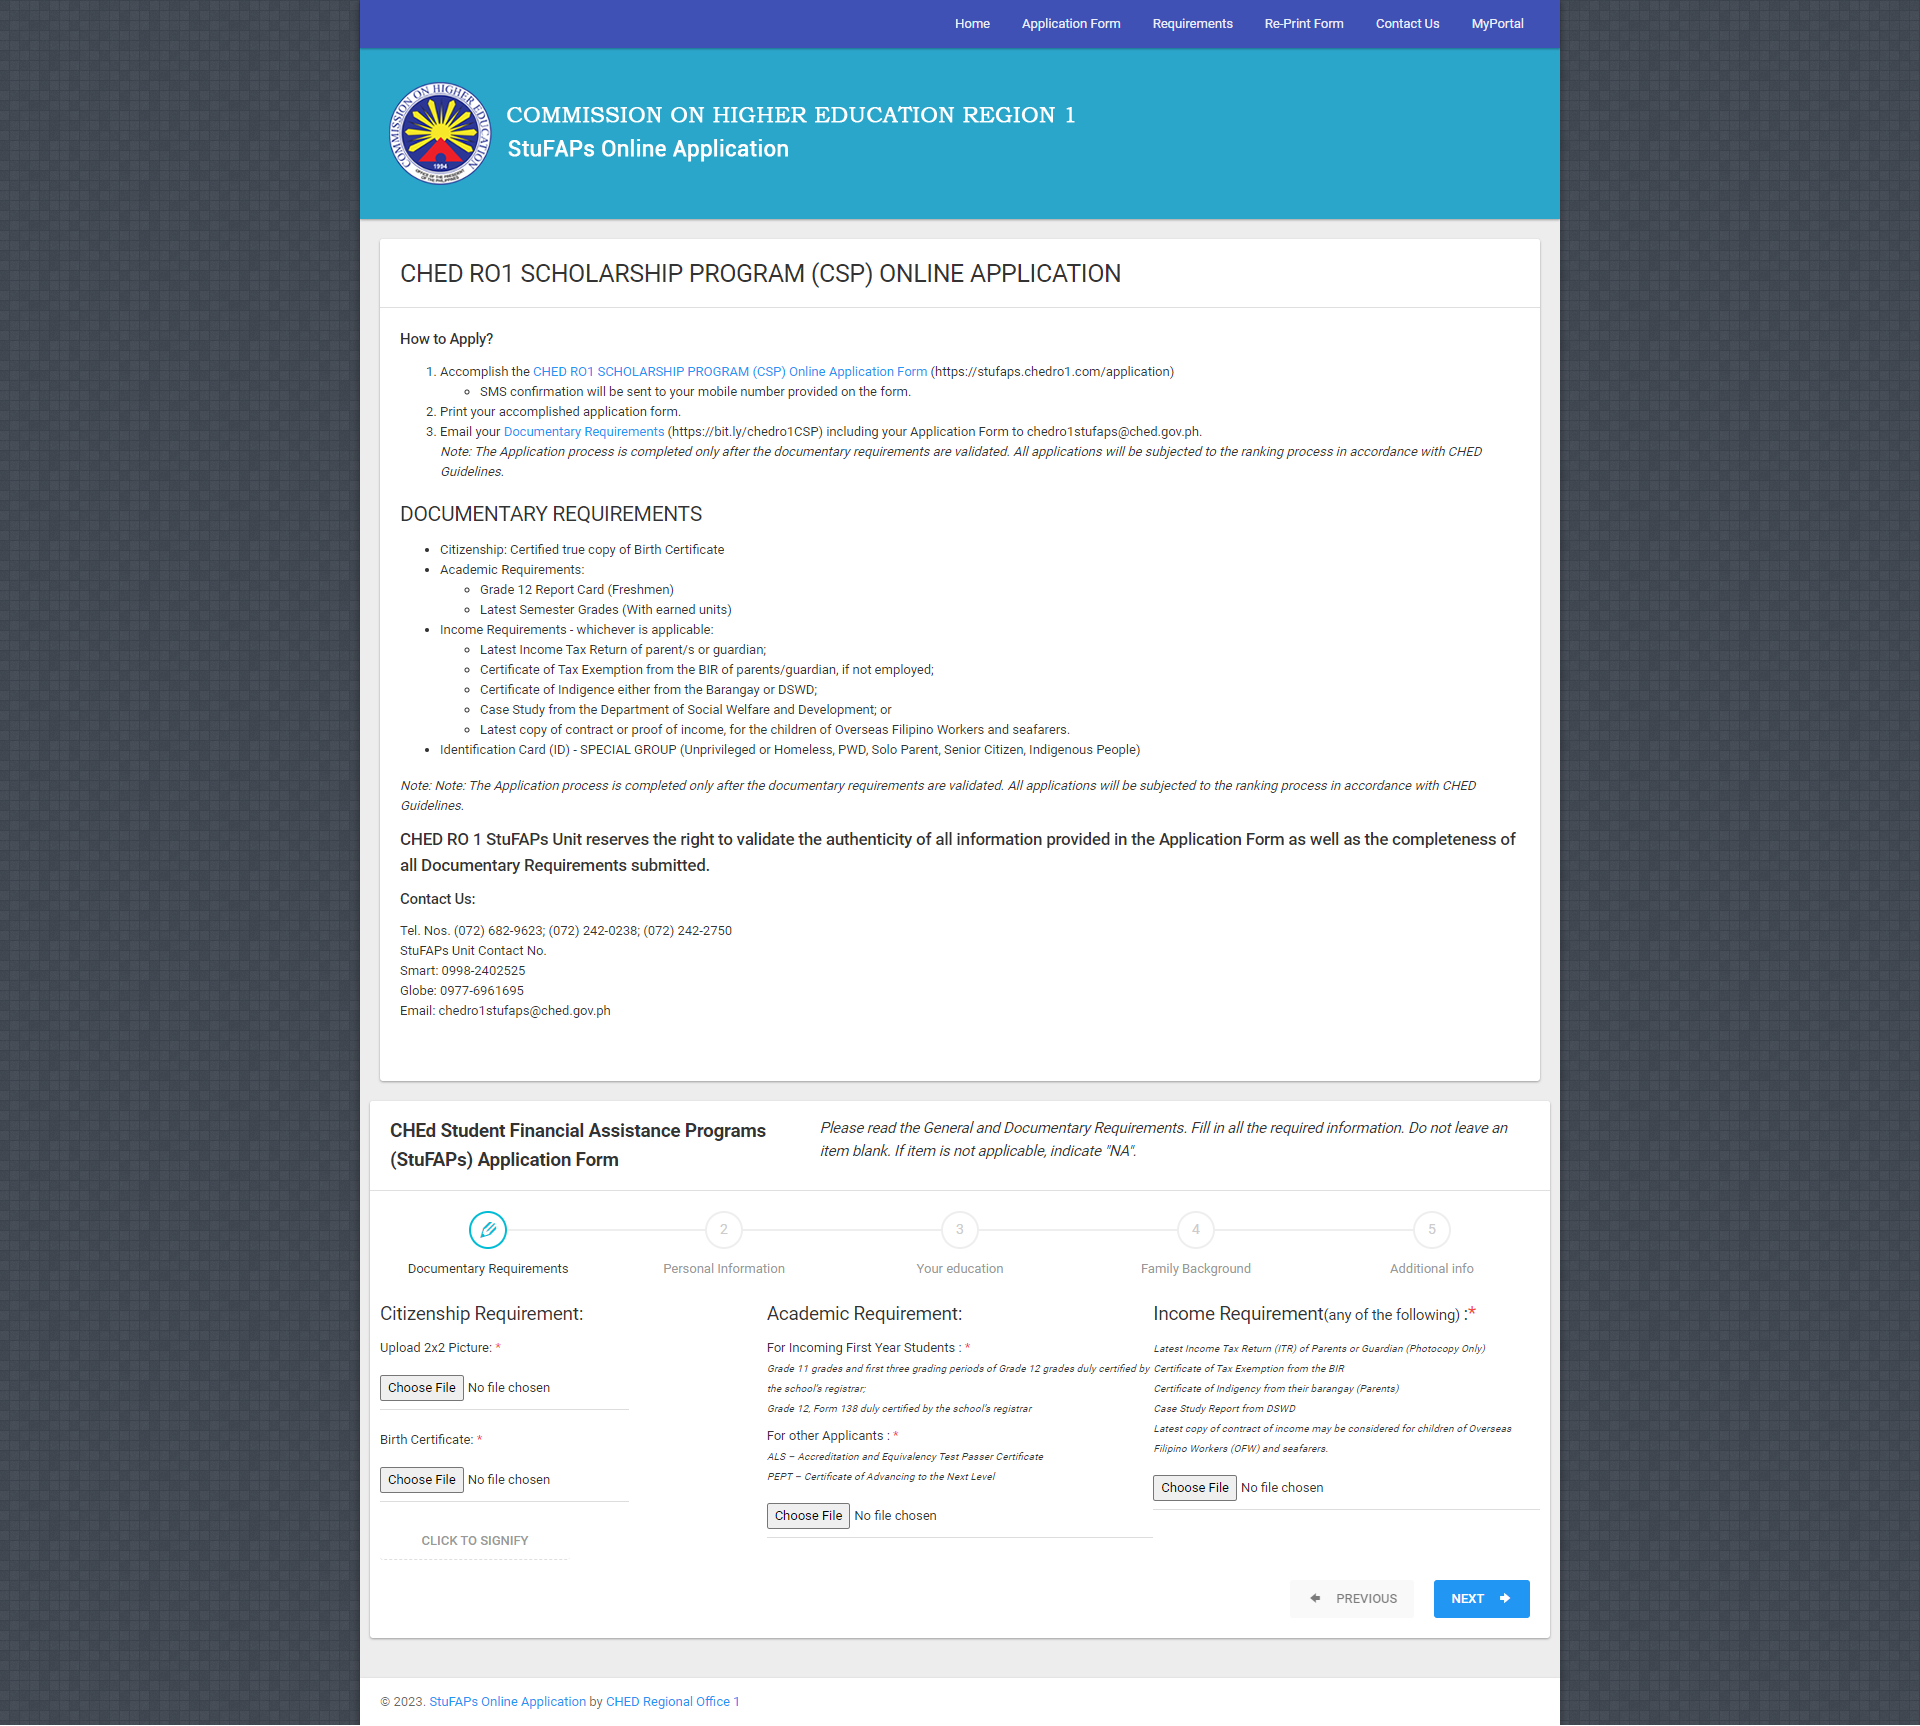 Home Application Form Requirements Re-Print Form Contact Us MyPortal
COMMISSION ON HIGHER EDUCATION
1994
OFFICE OF THE PRESIDENT
OF THE PHILIPPINES
COMMISSION ON HIGHER EDUCATION REGION 1
StuFAPs Online Application
CHED RO1 SCHOLARSHIP PROGRAM (CSP) ONLINE APPLICATION
How to Apply?
1. Accomplish the CHED RO1 SCHOLARSHIP PROGRAM (CSP) Online Application Form (https://stufaps.chedro1.com/application)
SMS confirmation will be sent to your mobile number provided on the form.
2. Print your accomplished application form.
3. Email your Documentary Requirements (https://bit.ly/chedro1CSP) including your Application Form to chedro1stufaps@ched.gov.ph.
Note: The Application process is completed only after the documentary requirements are validated. All applications will be subjected to the ranking process in accordance with CHED
Guidelines.
DOCUMENTARY REQUIREMENTS
Citizenship: Certified true copy of Birth Certificate
Academic Requirements:
Grade 12 Report Card (Freshmen)
Latest Semester Grades (With earned units)
Income Requirements - whichever is applicable:
Latest Income Tax Return of parent/s or guardian;
Certificate of Tax Exemption from the BIR of parents/guardian, if not employed;
Certificate of Indigence either from the Barangay or DSWD;
Case Study from the Department of Social Welfare and Development; or
Latest copy of contract or proof of income, for the children of Overseas Filipino Workers and seafarers.
Identification Card (ID) - SPECIAL GROUP (Unprivileged or Homeless, PWD, Solo Parent, Senior Citizen, Indigenous People)
Note: Note: The Application process is completed only after the documentary requirements are validated. All applications will be subjected to the ranking process in accordance with CHED
Guidelines.
CHED RO 1 StuFAPs Unit reserves the right to validate the authenticity of all information provided in the Application Form as well as the completeness of
all Documentary Requirements submitted.
Contact Us:
Tel. Nos. (072) 682-9623; (072) 242-0238; (072) 242-2750
StuFAPs Unit Contact No.
Smart: 0998-2402525
Globe: 0977-6961695
Email: chedro1stufaps@ched.gov.ph
CHEd Student Financial Assistance Programs
(StuFAPs) Application Form
Please read the General and Documentary Requirements. Fill in all the required information. Do not leave an
item blank. If item is not applicable, indicate "NA".
2 3 4 5
Documentary Requirements Personal Information Your education Family Background Additional info
Citizenship Requirement:
Upload 2x2 Picture: *
Choose File No file chosen
Birth Certificate: *
Choose File No file chosen
CLICK TO SIGNIFY
Academic Requirement:
For Incoming First Year Students : *
Grade 11 grades and first three grading periods of Grade 12 grades duly certified by
the school's registrar;
Grade 12, Form 138 duly certified by the school's registrar
For other Applicants : *
ALS – Accreditation and Equivalency Test Passer Certificate
PEPT – Certificate of Advancing to the Next Level
Choose File No file chosen
Income Requirement(any of the following) :*
Latest Income Tax Return (ITR) of Parents or Guardian (Photocopy Only)
Certificate of Tax Exemption from the BIR
Certificate of Indigency from their barangay (Parents)
Case Study Report from DSWD
Latest copy of contract of income may be considered for children of Overseas
Filipino Workers (OFW) and seafarers.
Choose File No file chosen
PREVIOUS NEXT
© 2023. StuFAPs Online Application by CHED Regional Office 1